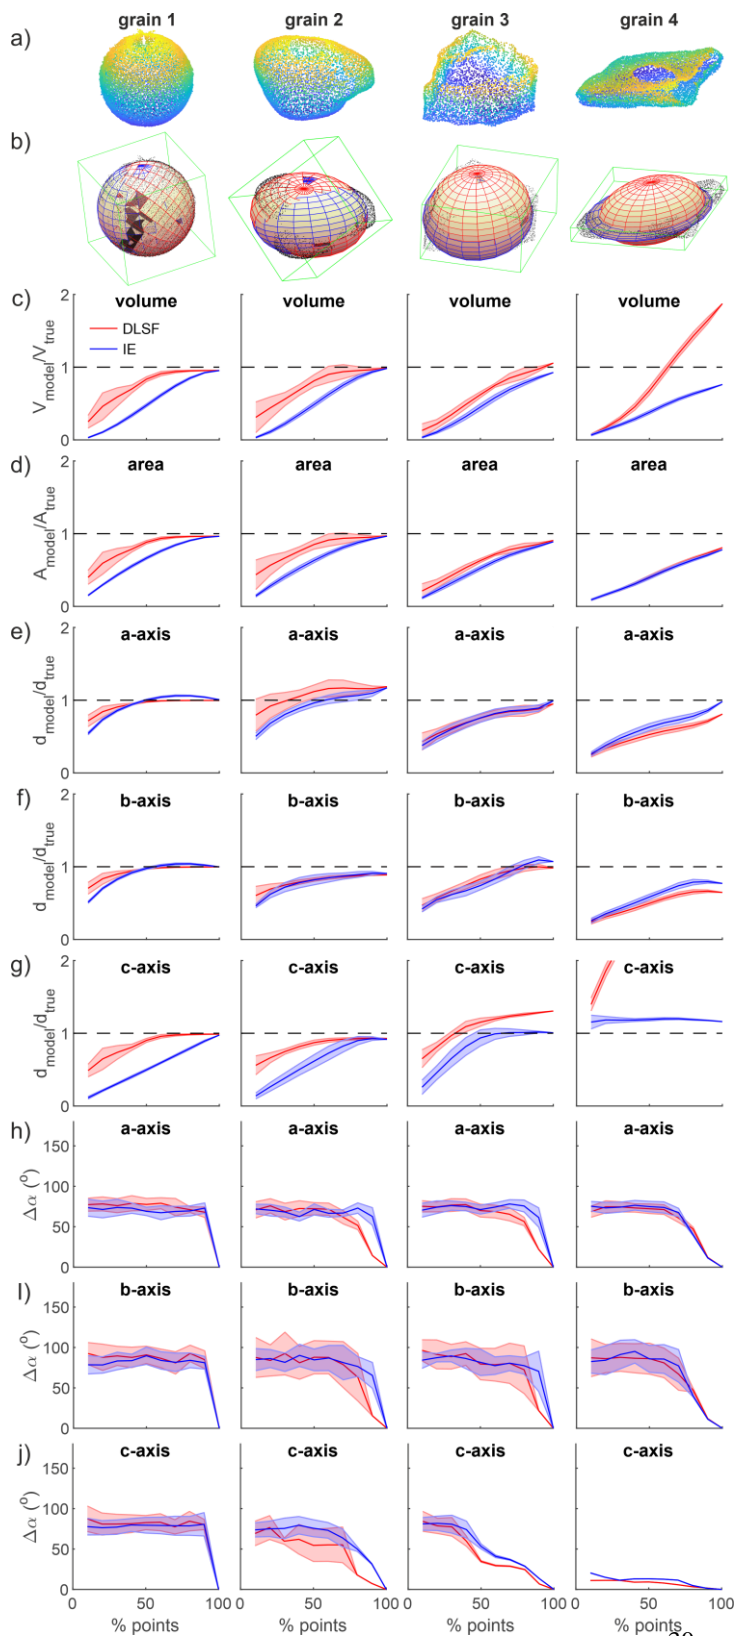 grain 1 grain 2 grain 3 grain 4
a)
b)
c) volume volume volume volume
V_model/V_true
2
1
0
DLSF
IE
d) area area area area
A_model/A_true
2
1
0
e) a-axis a-axis a-axis a-axis
d_model/d_true
2
1
0
f) b-axis b-axis b-axis b-axis
d_model/d_true
2
1
0
g) c-axis c-axis c-axis c-axis
d_model/d_true
2
1
0
h) a-axis a-axis a-axis a-axis
Δα (°)
150
100
50
0
I) b-axis b-axis b-axis b-axis
Δα (°)
150
100
50
0
j) c-axis c-axis c-axis c-axis
Δα (°)
150
100
50
0
0 50 100 0 50 100 0 50 100 0 50 100
% points % points % points % points